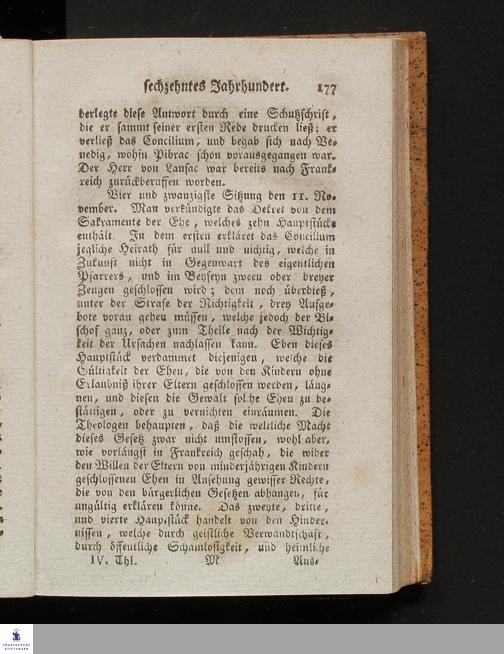 sechzehntes Jahrhundert. 177
derlegte diese Antwort durch eine Schutzschrift,
die er sammt seiner ersten Rede drucken ließ; er
verließ das Concilium, und begab sich nach Ve-
nedig, wohin Pibrac schon vorausgegangen war.
Der Herr von Lansac war bereits nach Frank-
reich zurückberuffen worden.
Vier und zwanzigste Sitzung den 11. No-
vember. Man verkündigte das Dekret von dem
Sakramente der Ehe, welches zehn Hauptstücke
enthält. In dem ersten erkläret das Concilium
jegliche Heirath für null und nichtig, welche in
Zukunft nicht in Gegenwart des eigentlichen
Pfarrers, und im Beyseyn zween oder dreyer
Zeugen geschlossen wird; dem noch überdieß,
unter der Strafe der Nichtigkeit, drey Aufge-
bote voran gehen müssen, welche jedoch der Bi-
schof ganz, oder zum Theile nach der Wichtig-
keit der Ursachen nachlassen kann. Eben dieses
Hauptstück verdammet diejenigen, welche die
Gültigkeit der Ehen, die von den Kindern ohne
Erlaubniß ihrer Eltern geschlossen werden, läug-
nen, und diesen die Gewalt solche Ehen zu be-
stätigen, oder zu vernichten einräumen. Die
Theologen behaupten, daß die weltliche Macht
dieses Gesetz zwar nicht umstossen, wohl aber,
wie vorlängst in Frankreich geschah, die wider
den Willen der Eltern von minderjährigen Kindern
geschlossenen Ehen in Ansehung gewisser Rechte,
die von den bürgerlichen Gesetzen abhangen, für
ungültig erklären könne. Das zweyte, dritte,
und vierte Hauptstück handelt von den Hinder-
nissen, welche durch geistliche Verwandtschaft,
durch öffentliche Schamlosigkeit, und heimliche
IV. Thl. M Aus-
FRANCKESCHE
STIFTUNGEN